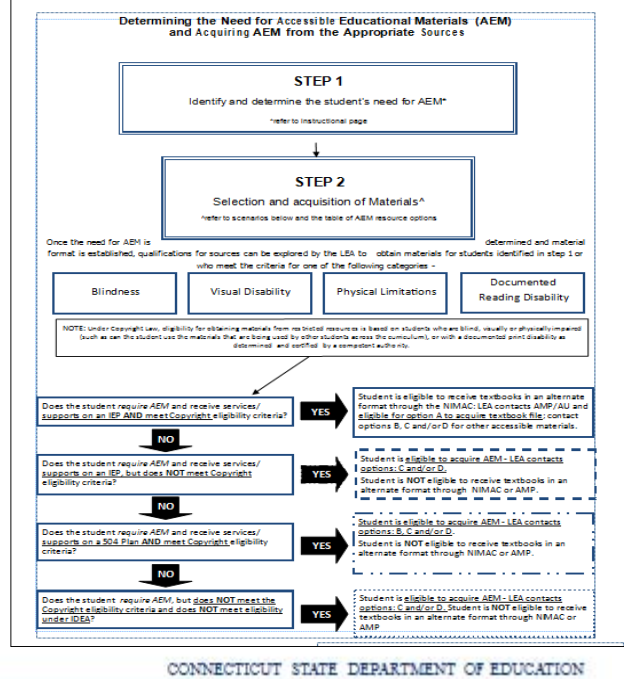 Determining the Need for Accessible Educational Materials (AEM)
and Acquiring AEM from the Appropriate Sources
STEP 1
Identify and determine the student's need for AEM*
*refer to instructional page
STEP 2
Selection and acquisition of Materials^
^refer to scenarios below and the table of AEM resource options
Once the need for AEM is determined and material
format is established, qualifications for sources can be explored by the LEA to obtain materials for students identified in step 1 or
who meet the criteria for one of the following categories –
Blindness
Visual Disability
Physical Limitations
Documented
Reading Disability
NOTE: Under Copyright Law, eligibility for obtaining materials from restricted resources is based on students who are blind, visually or physically impaired
(such as can the student use the materials that are being used by other students across the curriculum), or with a documented print disability as
determined and certified by a competent authority.
Does the student require AEM and receive services/
supports on an IEP AND meet Copyright eligibility criteria?
YES
Student is eligible to receive textbooks in an alternate
format through the NIMAC: LEA contacts AMP/AU and
eligible for option A to acquire textbook file; contact
options B, C and/or D for other accessible materials.
NO
Does the student require AEM and receive services/
supports on an IEP, but does NOT meet Copyright
eligibility criteria?
YES
Student is eligible to acquire AEM - LEA contacts
options: C and/or D.
Student is NOT eligible to receive textbooks in an
alternate format through NIMAC or AMP.
NO
Does the student require AEM and receive services/
supports on a 504 Plan AND meet Copyright eligibility
criteria?
YES
Student is eligible to acquire AEM - LEA contacts
options: B, C and/or D.
Student is NOT eligible to receive textbooks in an
alternate format through NIMAC or AMP.
NO
Does the student require AEM, but does NOT meet the
Copyright eligibility criteria and does NOT meet eligibility
under IDEA?
YES
Student is eligible to acquire AEM - LEA contacts
options: C and/or D. Student is NOT eligible to receive
textbooks in an alternate format through NIMAC or
AMP
CONNECTICUT STATE DEPARTMENT OF EDUCATION